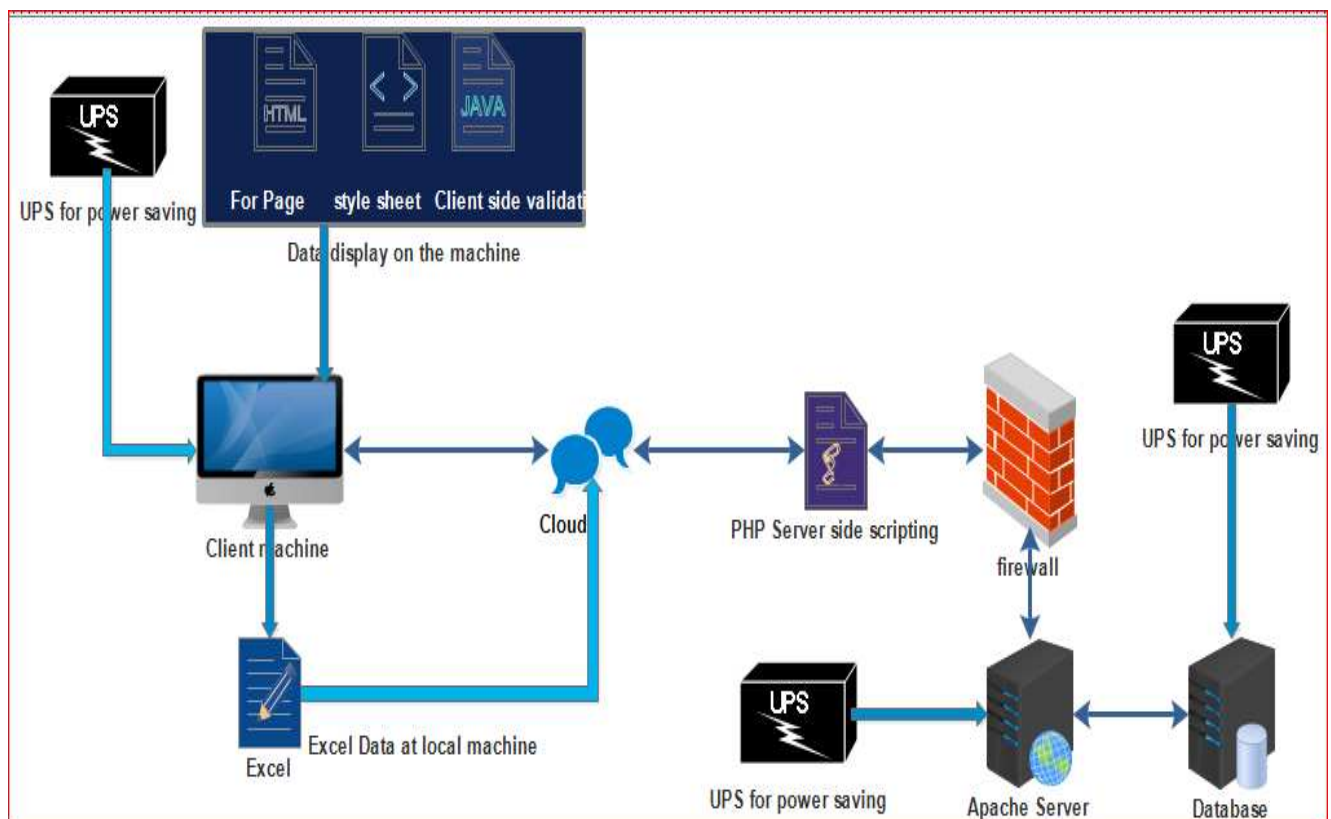 UPS
UPS for power saving
HTML
< >
JAVA
For Page
style sheet
Client side validati
Data display on the machine
UPS
UPS for power saving
Client machine
Cloud
PHP Server side scripting
firewall
Excel Data at local machine
Excel
UPS
UPS for power saving
Apache Server
Database